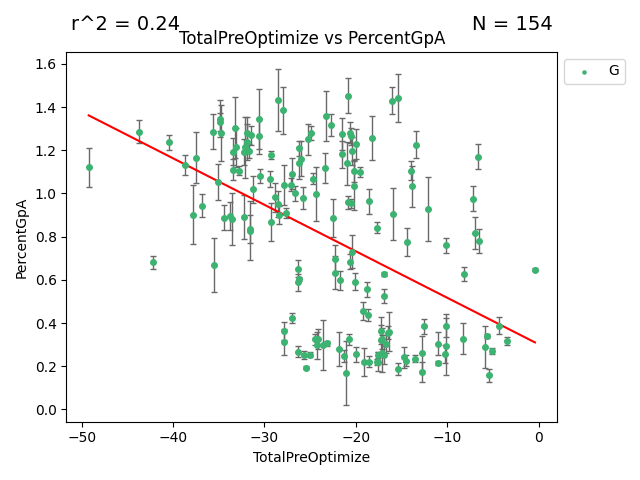 r^2 = 0.24 N = 154
TotalPreOptimize vs PercentGpA
G
1.6
1.4
1.2
1.0
0.8
0.6
0.4
0.2
0.0
PercentGpA
−50 −40 −30 −20 −10 0
TotalPreOptimize